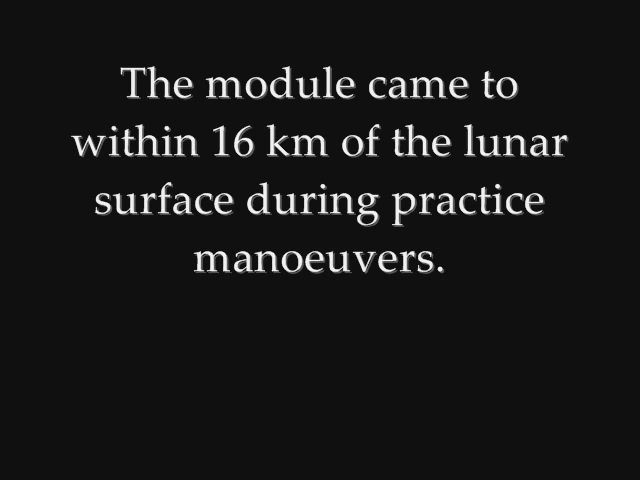 The module came to
within 16 km of the lunar
surface during practice
manoeuvers.